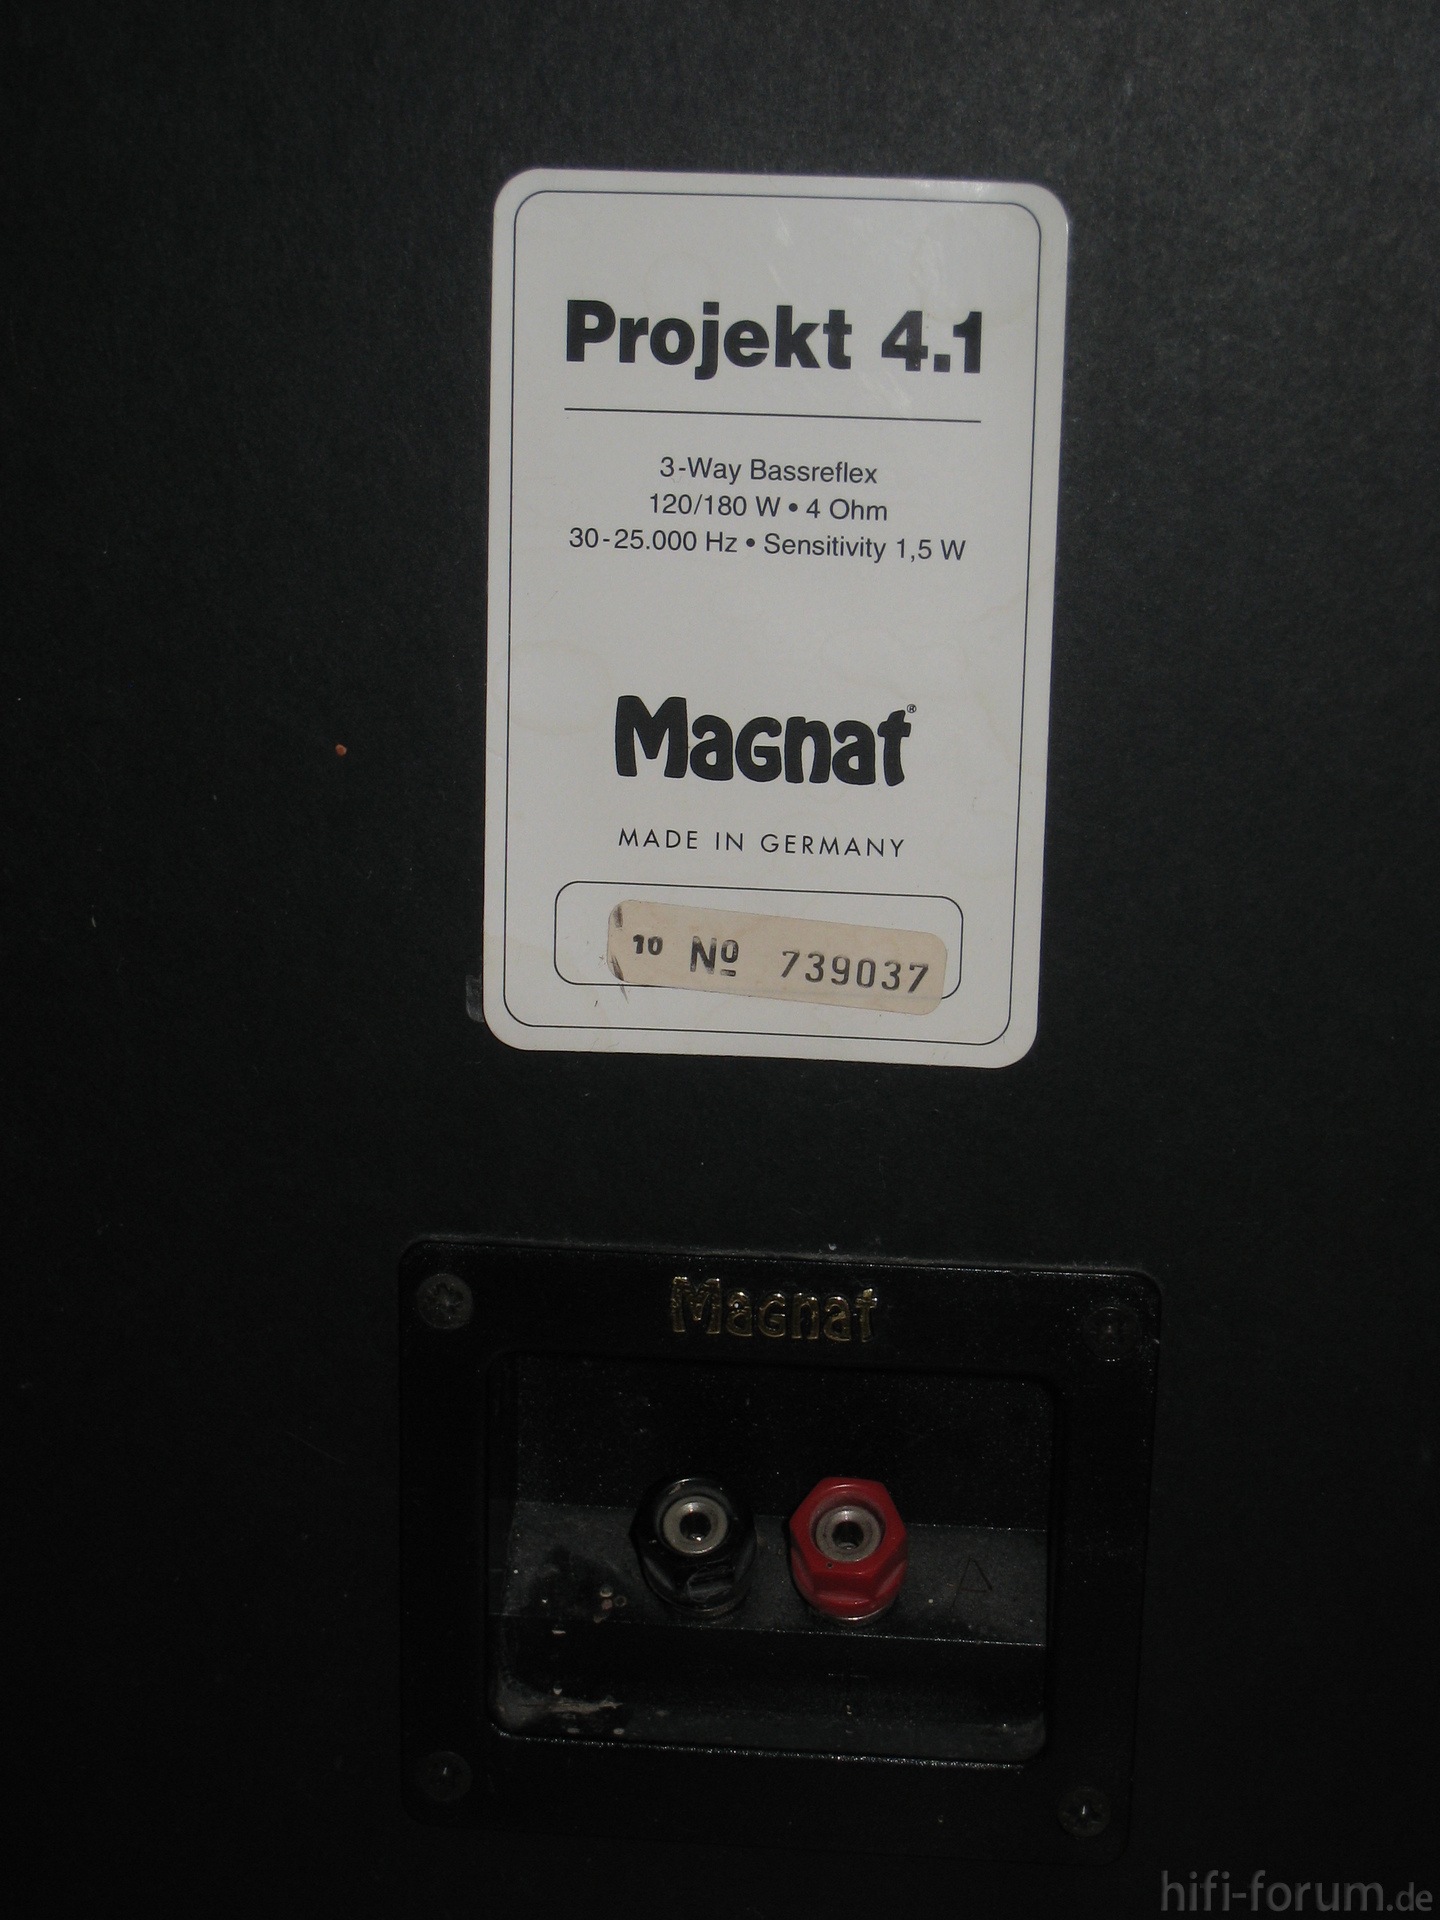 Projekt 4.1
3-Way Bassreflex
120/180 W • 4 Ohm
30-25.000 Hz • Sensitivity 1,5 W
Magnat®
MADE IN GERMANY
10 Nº 739037
Magnat
A
hifi-forum.de